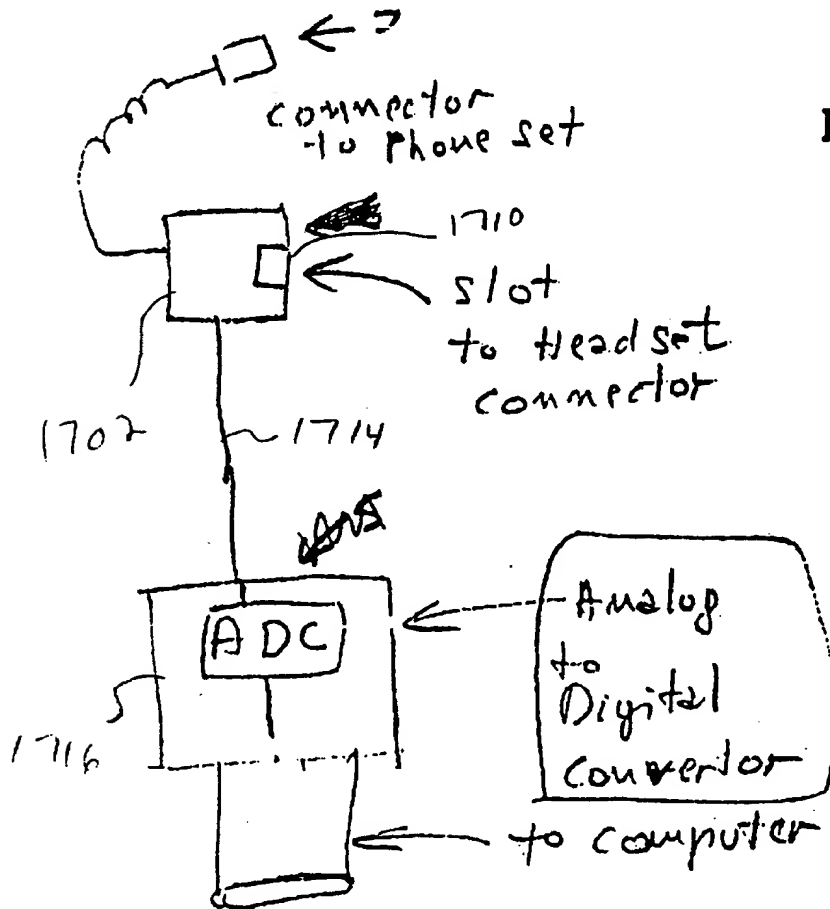 connector
to phone set
1710
slot
to Headset
connector
1702
1714
ADC
Analog
to
Digital
Convertor
1716
to computer